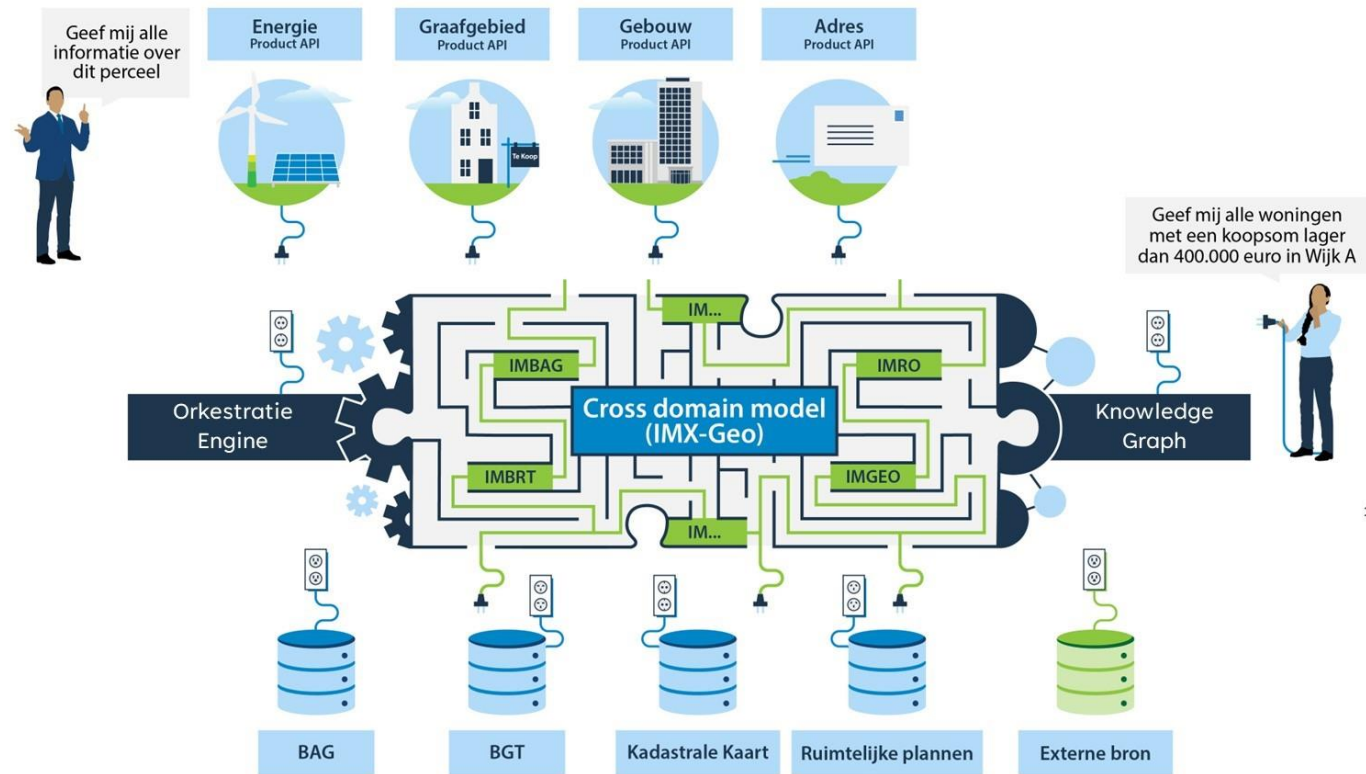 Geef mij alle
informatie over
dit perceel
Energie
Product API
Graafgebied
Product API
Gebouw
Product API
Adres
Product API
Te Koop
Geef mij alle woningen
met een koopsom lager
dan 400.000 euro in Wijk A
IM...
IMBAG
IMRO
Orkestratie
Engine
Cross domain model
(IMX-Geo)
Knowledge
Graph
IMBRT
IMGEO
IM...
BAG
BGT
Kadastrale Kaart
Ruimtelijke plannen
Externe bron